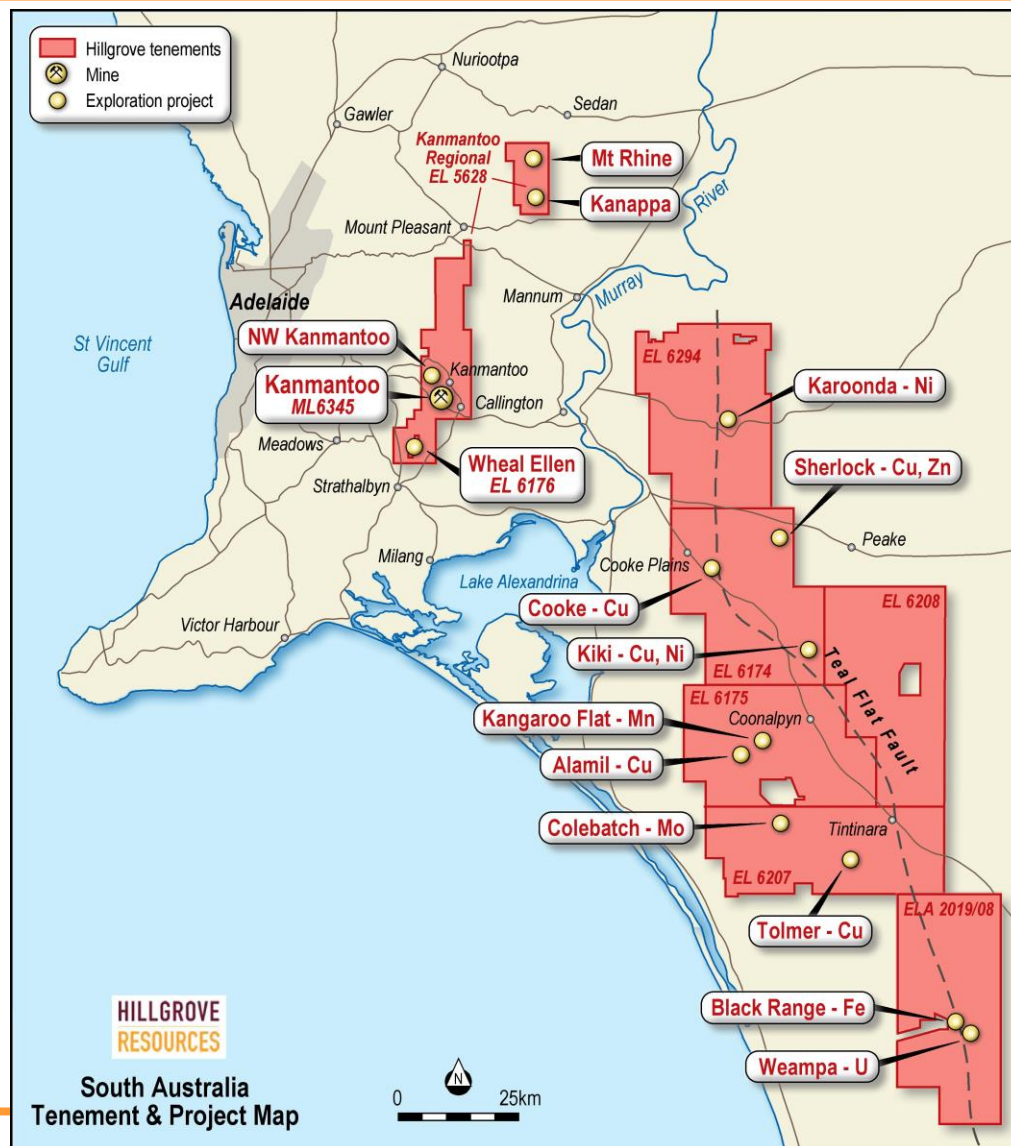 Hillgrove tenements
Mine
Exploration project
Nuriootpa
Gawler
Sedan
Kanmantoo
Regional
EL 5628
Mt Rhine
Kanappa
Mount Pleasant
River
Murray
Mannum
Adelaide
St Vincent
Gulf
NW Kanmantoo
Kanmantoo
Kanmantoo
ML6345
Callington
Meadows
Wheal Ellen
EL 6176
Strathalbyn
EL 6294
Karoonda - Ni
Sherlock - Cu, Zn
Peake
Milang
Lake Alexandrina
Cooke Plains
Cooke - Cu
EL 6208
Victor Harbour
Kiki - Cu, Ni
EL 6174
Teal Flat Fault
EL 6175
Kangaroo Flat - Mn
Coonalpyn
Alamil - Cu
Colebatch - Mo
Tintinara
EL 6207
ELA 2019/08
Tolmer - Cu
Black Range - Fe
Weampa - U
HILLGROVE
RESOURCES
South Australia
Tenement & Project Map
N
0 25km